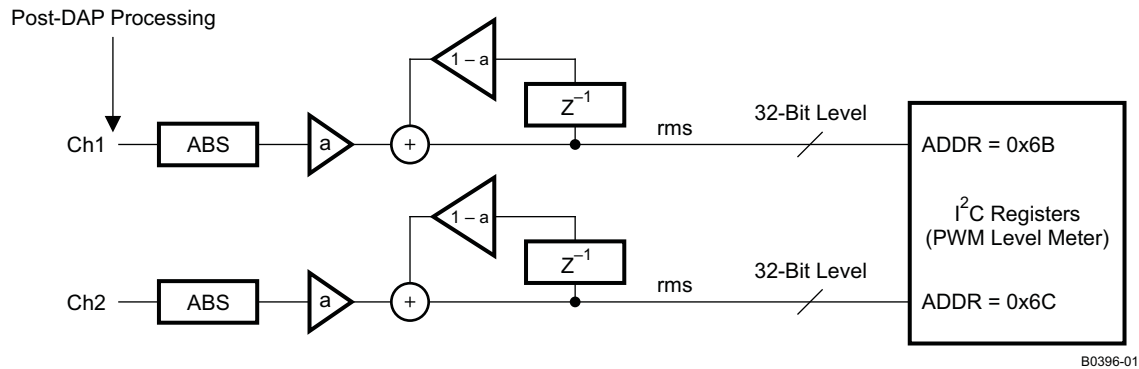 Post-DAP Processing
1 – a
Z⁻¹
Ch1
ABS
a
+
rms
32-Bit Level
ADDR = 0x6B
1 – a
Z⁻¹
I²C Registers
(PWM Level Meter)
Ch2
ABS
a
+
rms
32-Bit Level
ADDR = 0x6C
B0396-01